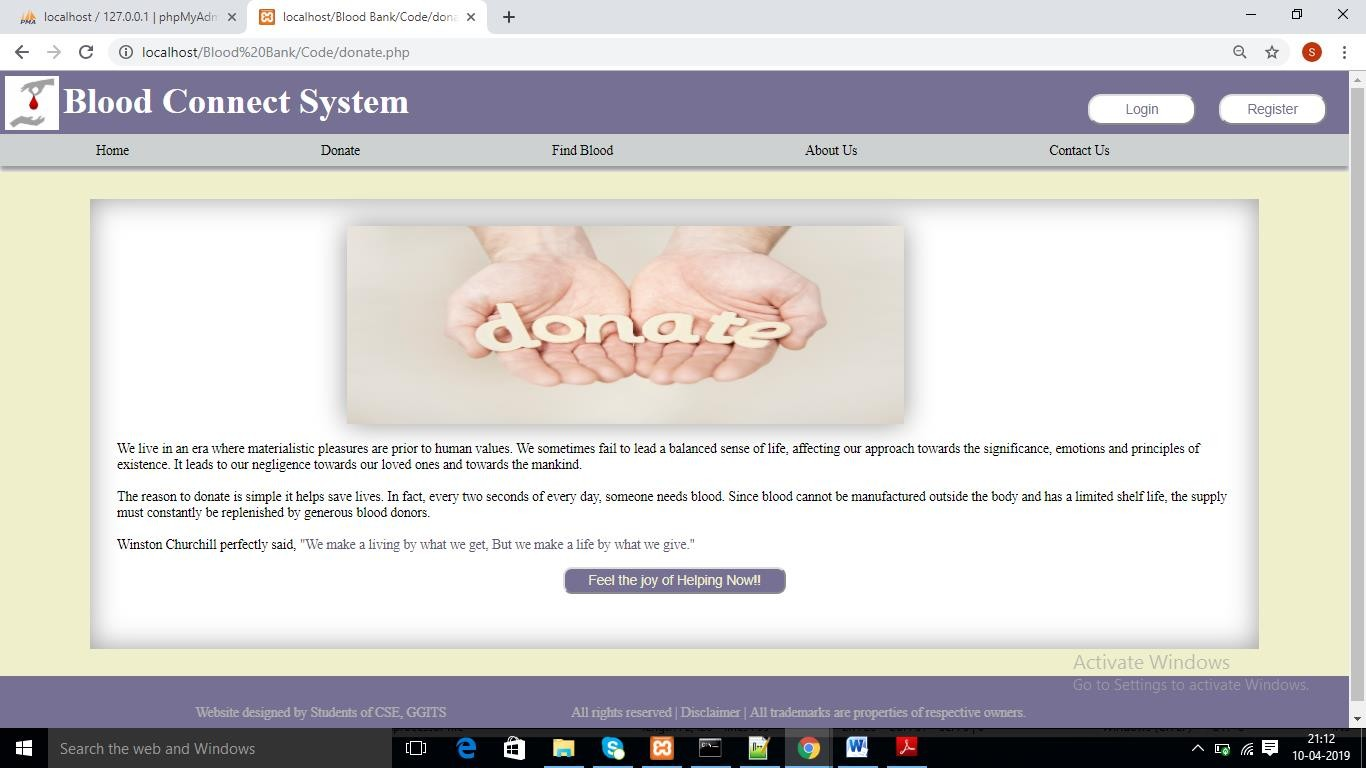 PMA
localhost / 127.0.0.1 | phpMyAdm
localhost/Blood Bank/Code/dona
localhost/Blood%20Bank/Code/donate.php
S
Blood Connect System
Login
Register
Home
Donate
Find Blood
About Us
Contact Us
donate
We live in an era where materialistic pleasures are prior to human values. We sometimes fail to lead a balanced sense of life, affecting our approach towards the significance, emotions and principles of
existence. It leads to our negligence towards our loved ones and towards the mankind.
The reason to donate is simple it helps save lives. In fact, every two seconds of every day, someone needs blood. Since blood cannot be manufactured outside the body and has a limited shelf life, the supply
must constantly be replenished by generous blood donors.
Winston Churchill perfectly said, "We make a living by what we get, But we make a life by what we give."
Feel the joy of Helping Now!!
Activate Windows
Go to Settings to activate Windows.
Website designed by Students of CSE, GGITS
All rights reserved | Disclaimer | All trademarks are properties of respective owners.
Search the web and Windows
21:12
10-04-2019